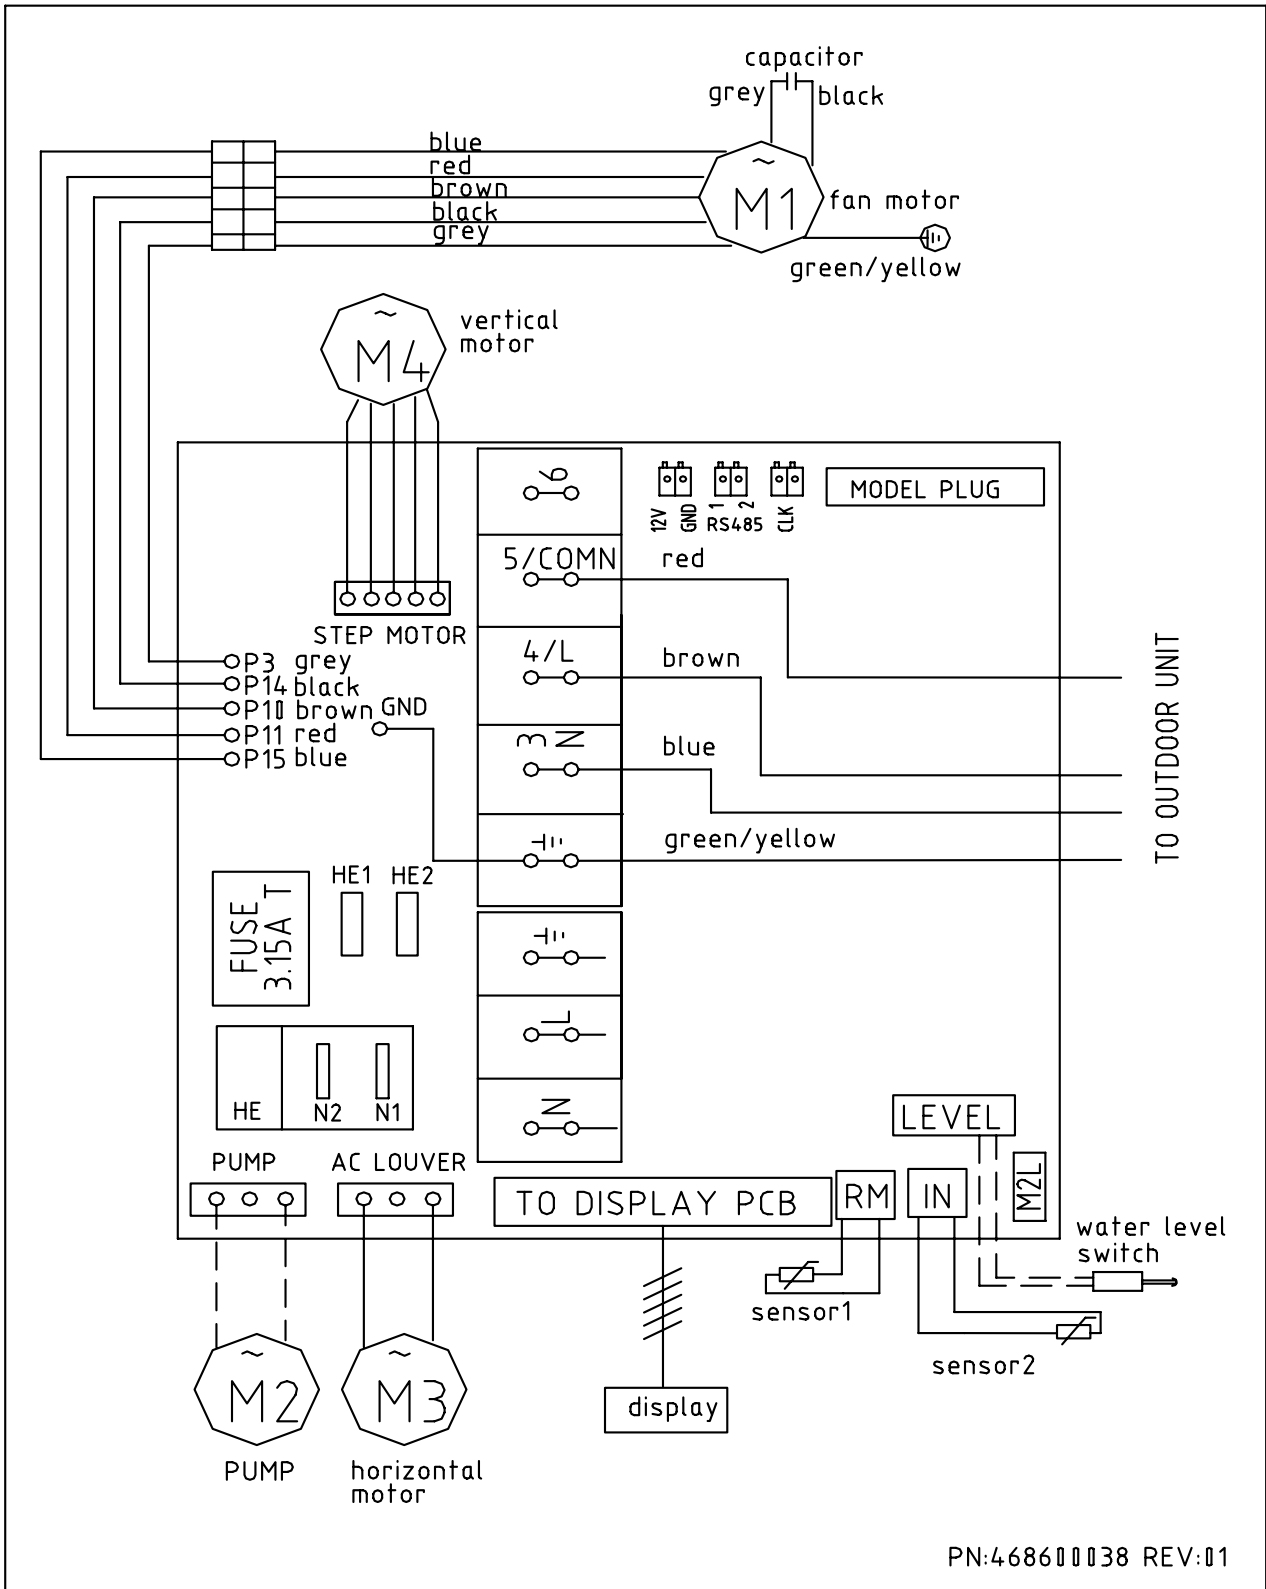 capacitor
grey
black
blue
red
brown
black
grey
~
M1
fan motor
green/yellow
~
M4
vertical
motor
6
12V
GND
1
2
RS485
CLK
MODEL PLUG
5/COMN
red
STEP MOTOR
4/L
brown
TO OUTDOOR UNIT
P3 grey
P14 black
P10 brown
P11 red
P15 blue
GND
3 N
blue
green/yellow
FUSE
3.15A T
HE1
HE2
L
HE
N2
N1
N
LEVEL
M2L
PUMP
AC LOUVER
TO DISPLAY PCB
RM
IN
water level
switch
sensor1
sensor2
~
M2
~
M3
display
PUMP
horizontal
motor
PN:468600038 REV:01